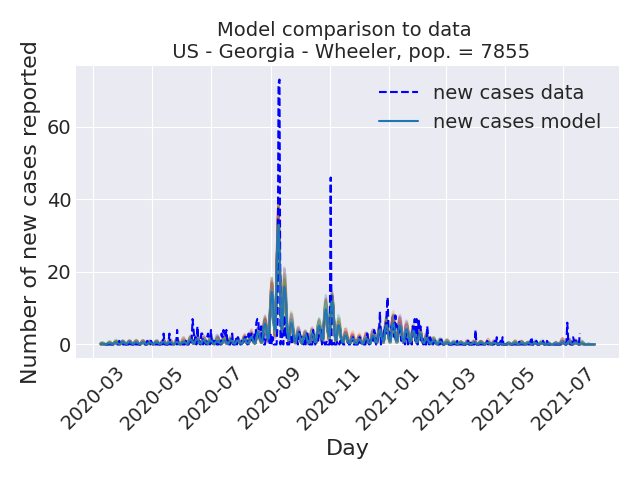 Model comparison to data
US - Georgia - Wheeler, pop. = 7855
Number of new cases reported
new cases data
new cases model
60
40
20
0
2020-03
2020-05
2020-07
2020-09
2020-11
2021-01
2021-03
2021-05
2021-07
Day